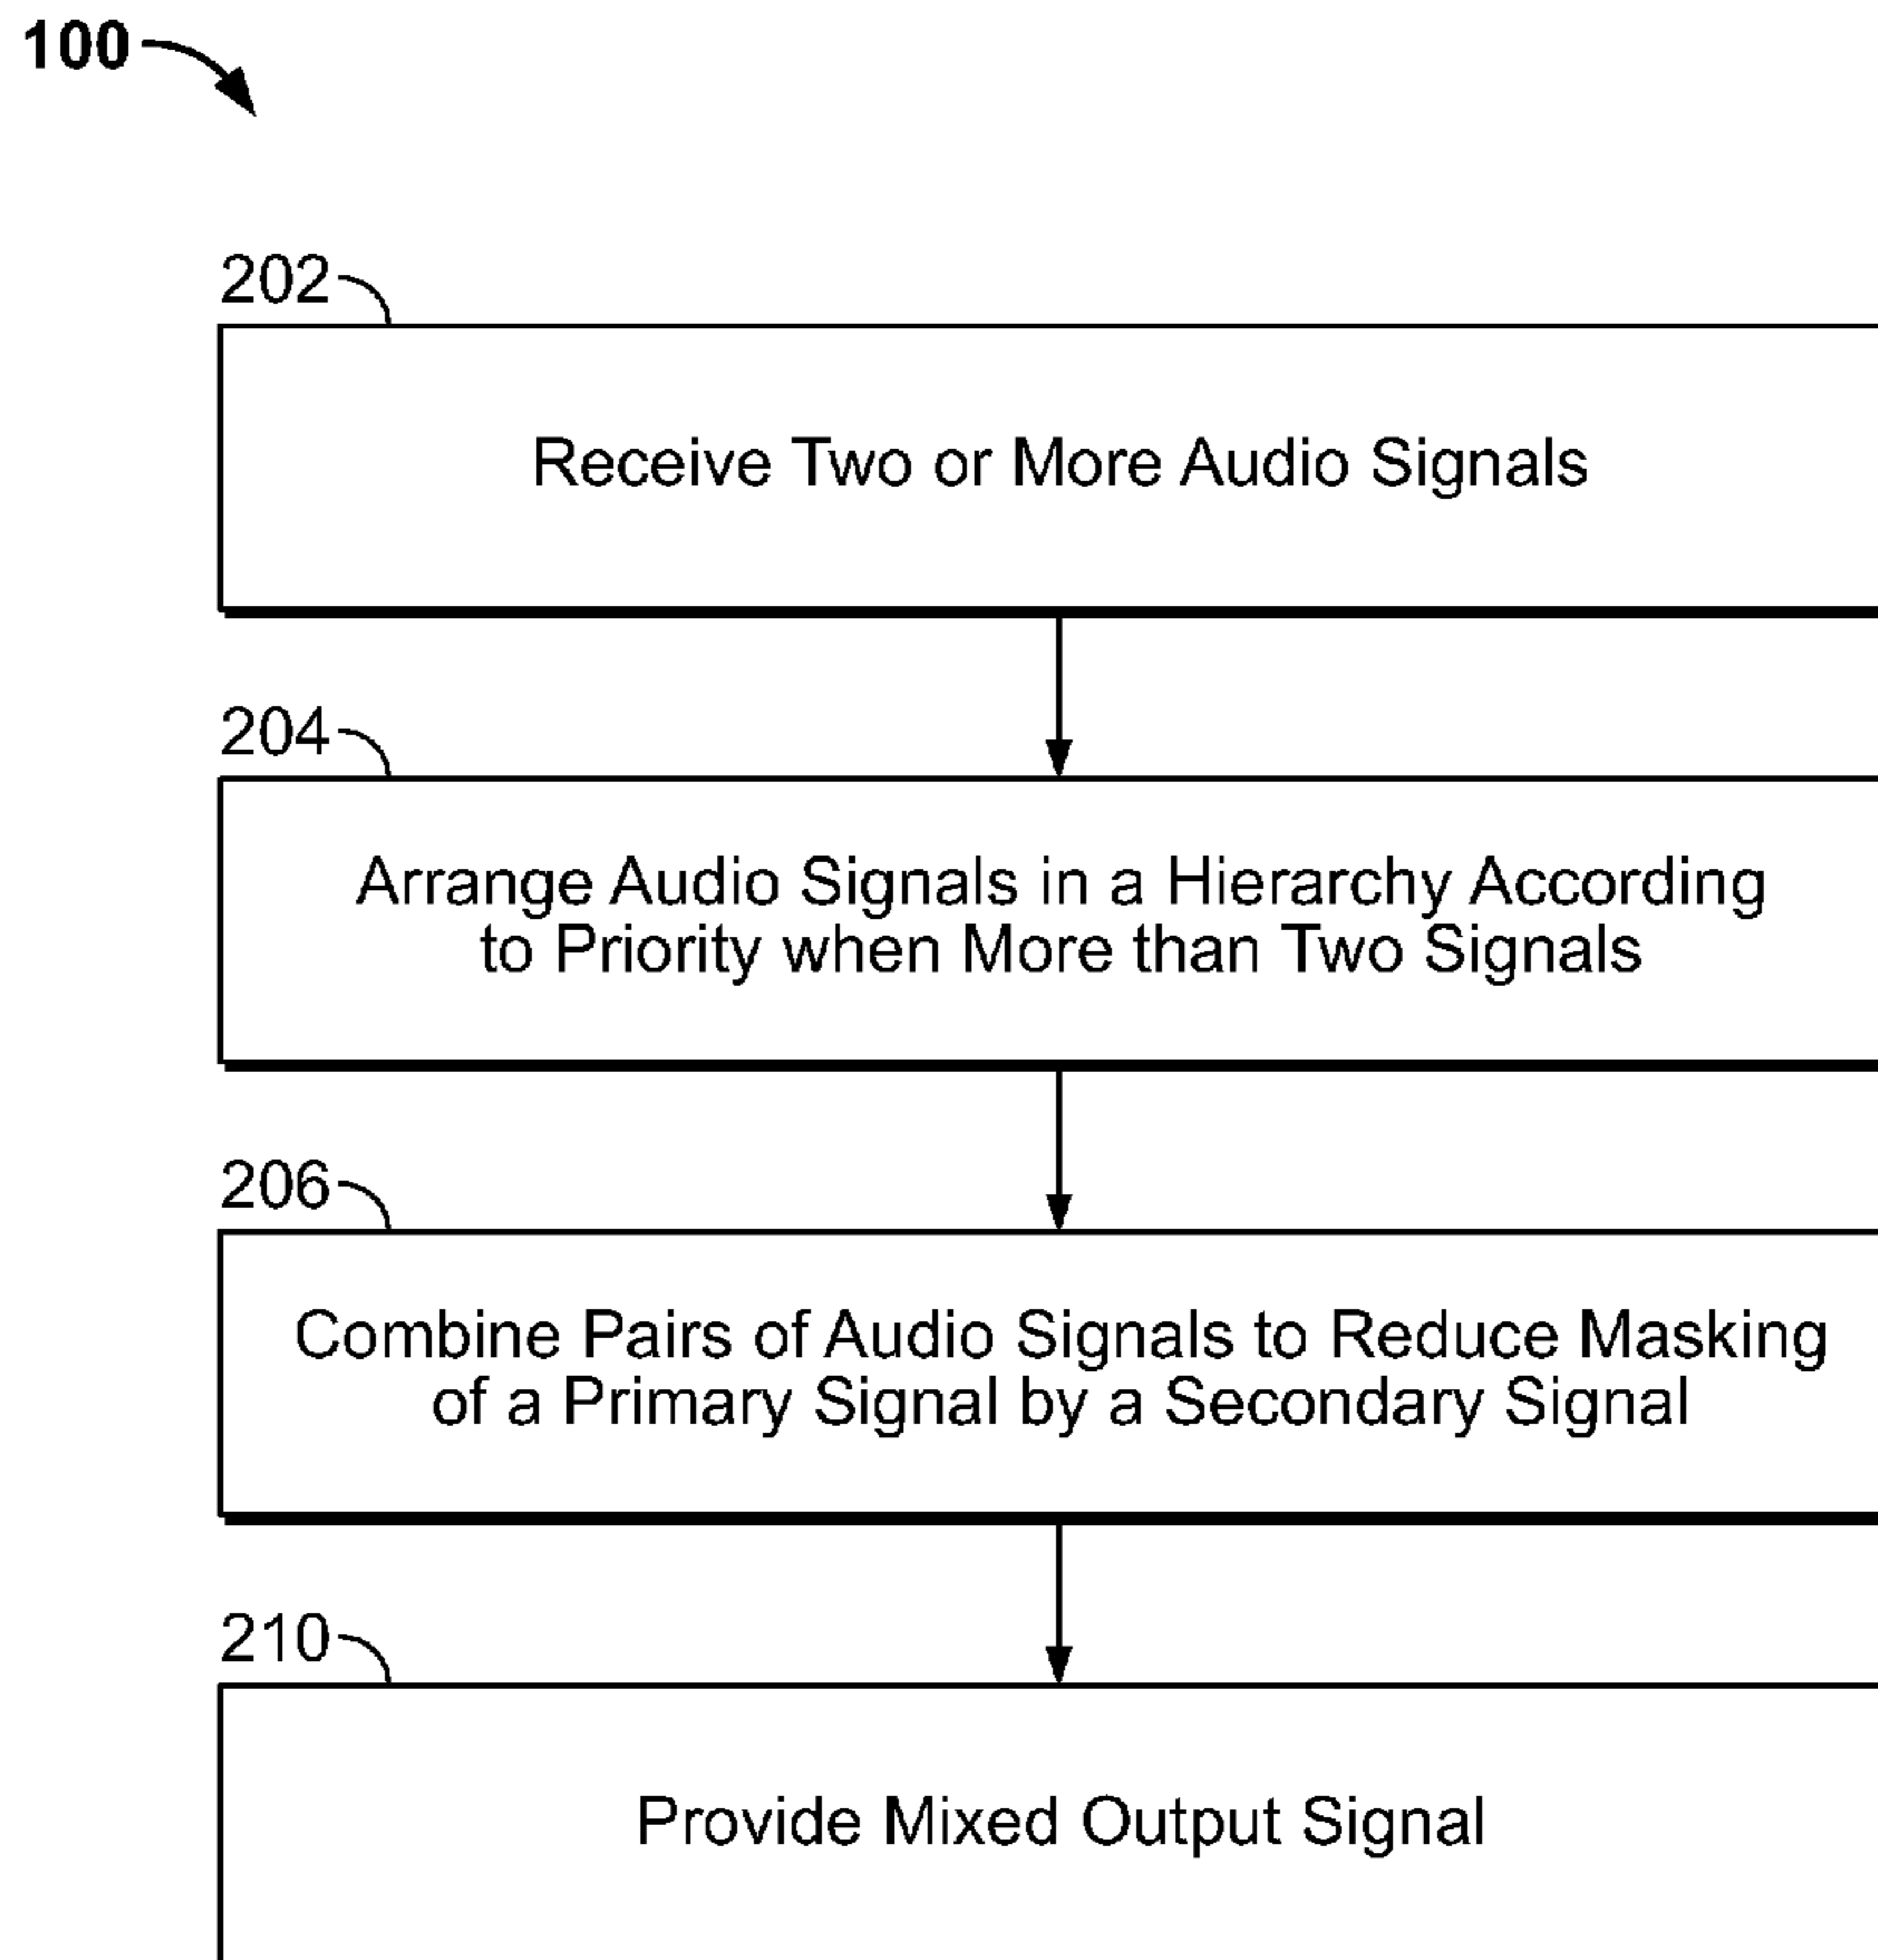 100
202
Receive Two or More Audio Signals
204
Arrange Audio Signals in a Hierarchy According
to Priority when More than Two Signals
206
Combine Pairs of Audio Signals to Reduce Masking
of a Primary Signal by a Secondary Signal
210
Provide Mixed Output Signal